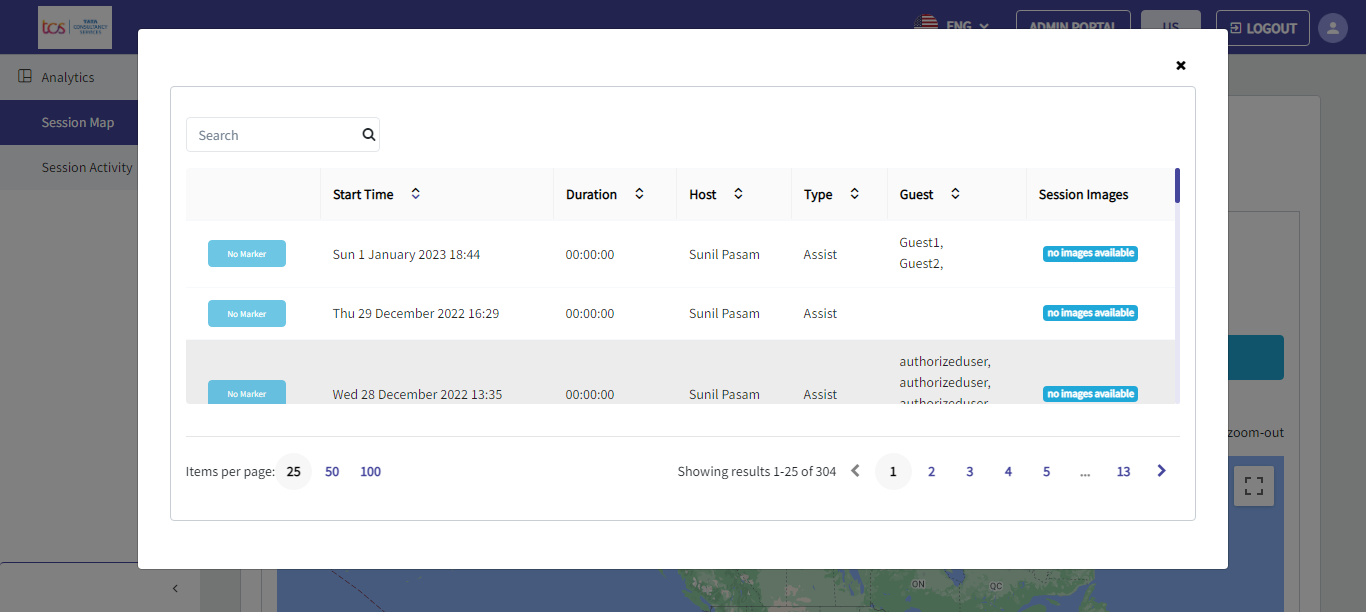 tcs TATA CONSULTANCY SERVICES
ENG
ADMIN PORTAL
US
LOGOUT
Analytics
Session Map
Session Activity
Search
Start Time Duration Host Type Guest Session Images
No Marker Sun 1 January 2023 18:44 00:00:00 Sunil Pasam Assist Guest1, no images available
Guest2,
No Marker Thu 29 December 2022 16:29 00:00:00 Sunil Pasam Assist no images available
authorizeduser,
authorizeduser,
No Marker Wed 28 December 2022 13:35 00:00:00 Sunil Pasam Assist authorizeduser no images available
zoom-out
Items per page: 25 50 100 Showing results 1-25 of 304 1 2 3 4 5 ... 13
ON
QC